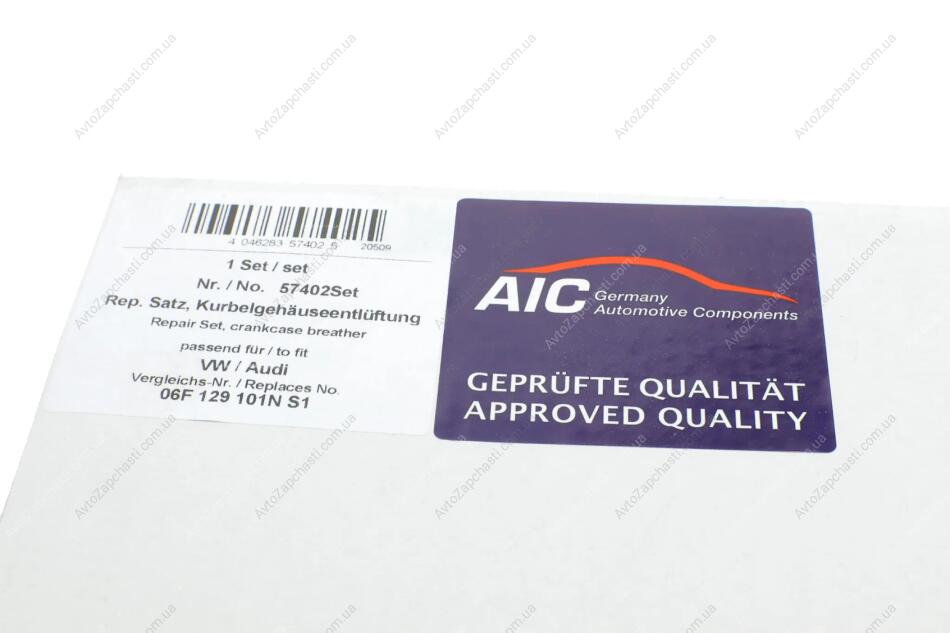 4 046283 57402 5 20509
1 Set / set
Nr. / No. 57402Set
Rep. Satz, Kurbelgehäuseentlüftung
Repair Set, crankcase breather
passend für / to fit
VW / Audi
Vergleichs-Nr. / Replaces No.
06F 129 101N S1
AIC Germany
Automotive Components
GEPRÜFTE QUALITÄT
APPROVED QUALITY
AvtoZapchasti.com.ua